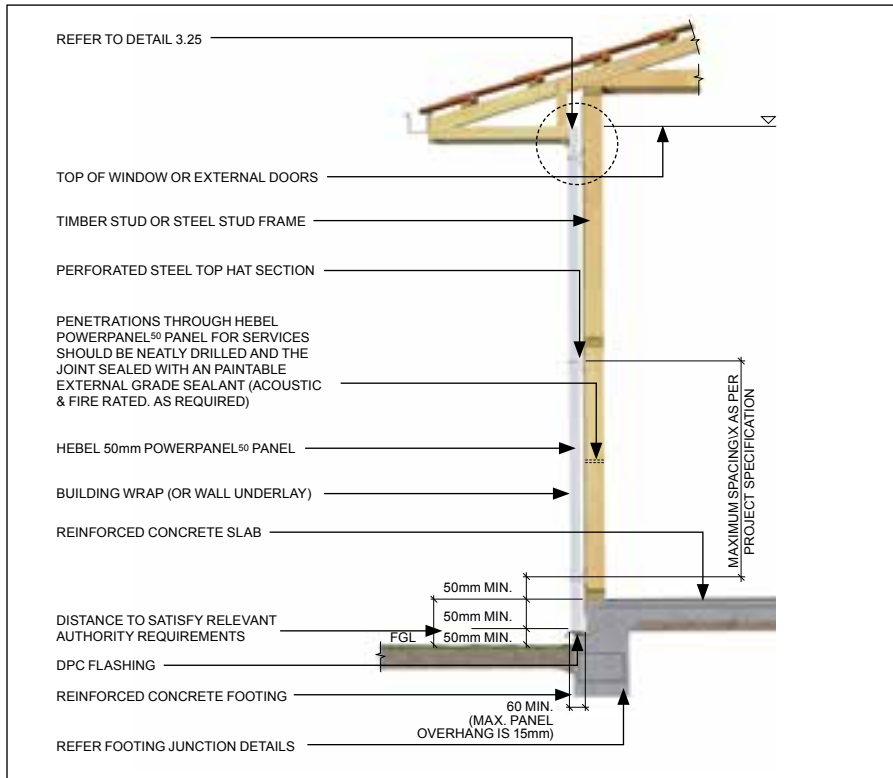 REFER TO DETAIL 3.25
TOP OF WINDOW OR EXTERNAL DOORS
TIMBER STUD OR STEEL STUD FRAME
PERFORATED STEEL TOP HAT SECTION
PENETRATIONS THROUGH HEBEL
POWERPANEL⁵⁰ PANEL FOR SERVICES
SHOULD BE NEATLY DRILLED AND THE
JOINT SEALED WITH AN PAINTABLE
EXTERNAL GRADE SEALANT (ACOUSTIC
& FIRE RATED. AS REQUIRED)
MAXIMUM SPACING\X AS PER
PROJECT SPECIFICATION
HEBEL 50mm POWERPANEL⁵⁰ PANEL
BUILDING WRAP (OR WALL UNDERLAY)
REINFORCED CONCRETE SLAB
50mm MIN.
50mm MIN.
50mm MIN.
DISTANCE TO SATISFY RELEVANT
AUTHORITY REQUIREMENTS
FGL
DPC FLASHING
REINFORCED CONCRETE FOOTING
60 MIN.
(MAX. PANEL
OVERHANG IS 15mm)
REFER FOOTING JUNCTION DETAILS